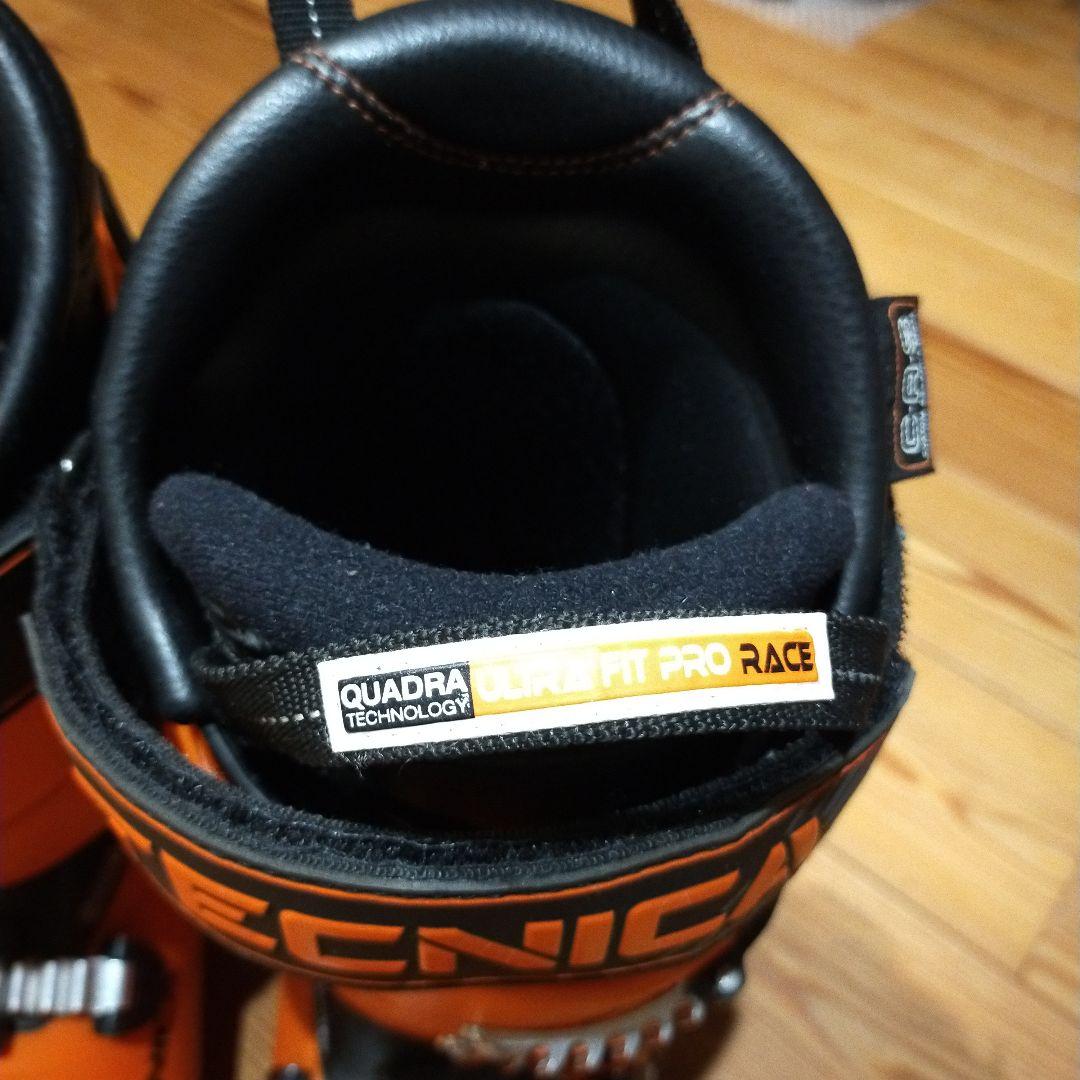 C.A.S
QUADRA
TECHNOLOGY
ULTRA FIT PRO RACE
TECNICA